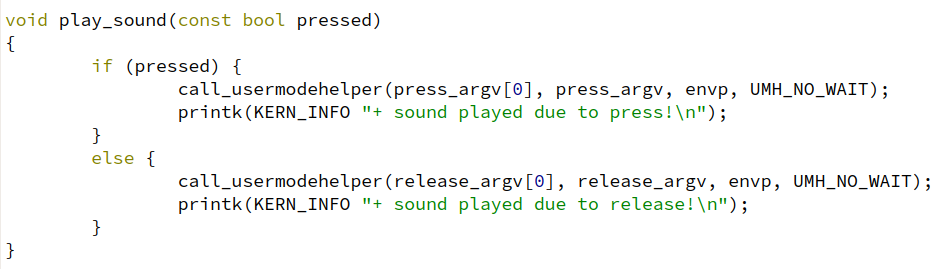 void play_sound(const bool pressed)
{
        if (pressed) {
                call_usermodehelper(press_argv[0], press_argv, envp, UMH_NO_WAIT);
                printk(KERN_INFO "+ sound played due to press!\n");
        }
        else {
                call_usermodehelper(release_argv[0], release_argv, envp, UMH_NO_WAIT);
                printk(KERN_INFO "+ sound played due to release!\n");
        }
}